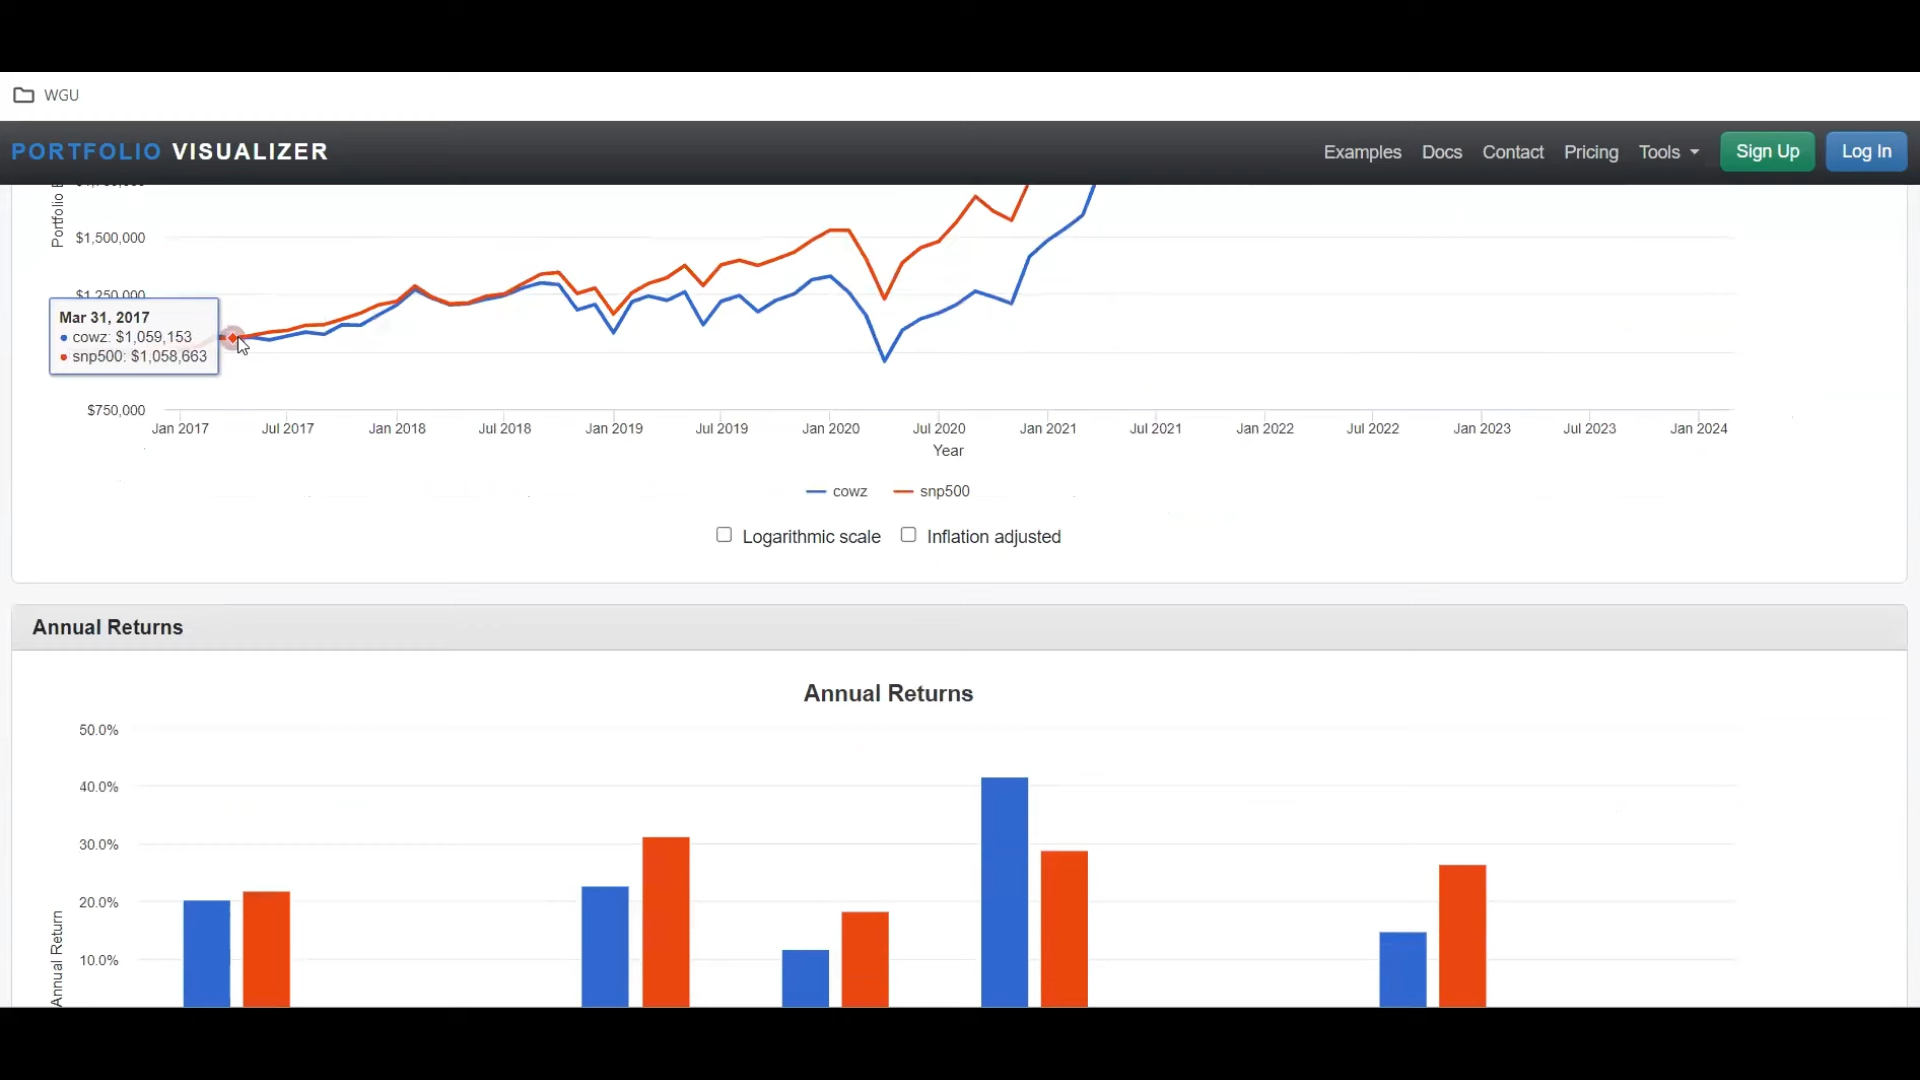 WGU
PORTFOLIO VISUALIZER
Examples Docs Contact Pricing Tools Sign Up Log In
Portfolio
$1,500,000
$1,250,000
Mar 31, 2017
cowz: $1,059,153
snp500: $1,058,663
$750,000
Jan 2017 Jul 2017 Jan 2018 Jul 2018 Jan 2019 Jul 2019 Jan 2020 Jul 2020 Jan 2021 Jul 2021 Jan 2022 Jul 2022 Jan 2023 Jul 2023 Jan 2024
Year
cowz snp500
Logarithmic scale Inflation adjusted
Annual Returns
Annual Returns
50.0%
40.0%
30.0%
20.0%
10.0%
Annual Return